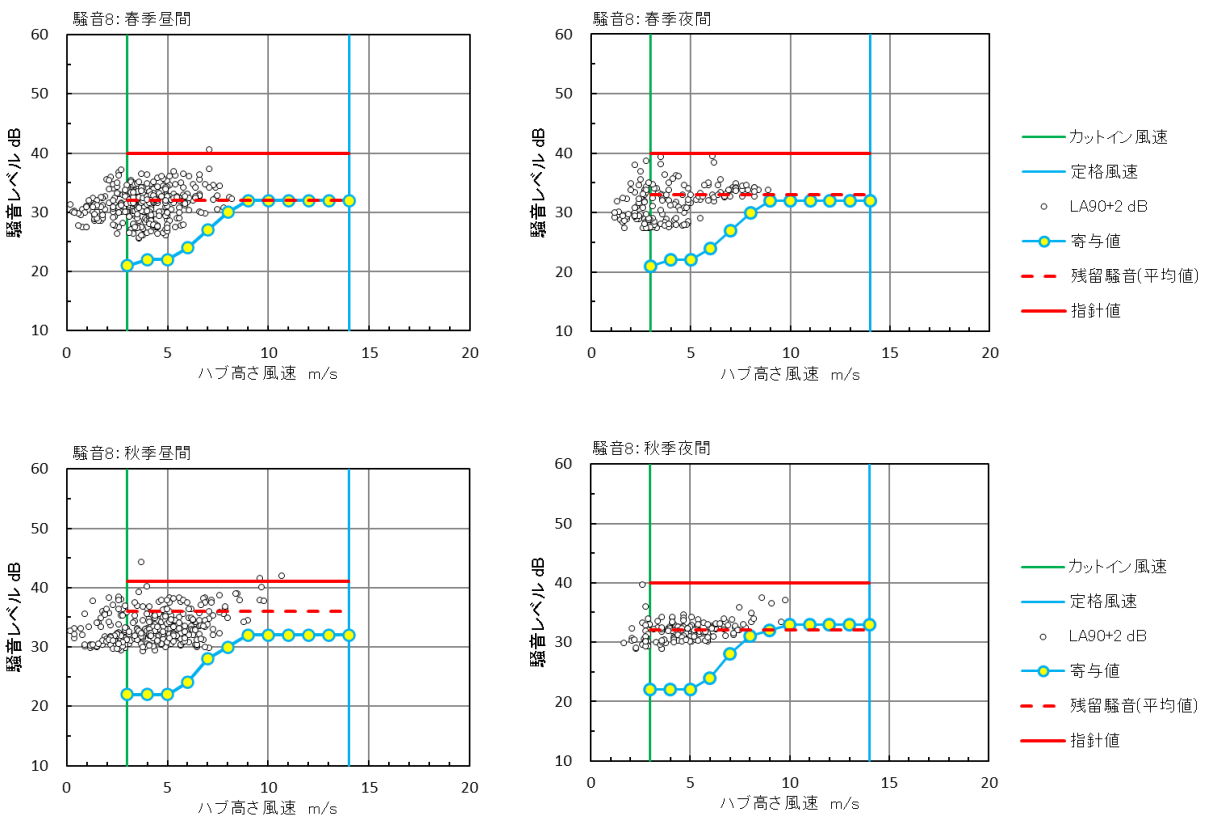 騒音8：春季昼間
60
50
40
30
20
10
0 5 10 15 20
騒音レベル dB
ハブ高さ風速 m/s
騒音8：春季夜間
60
50
40
30
20
10
0 5 10 15 20
騒音レベル dB
ハブ高さ風速 m/s
カットイン風速
定格風速
LA90+2 dB
寄与値
残留騒音(平均値)
指針値
騒音8：秋季昼間
60
50
40
30
20
10
0 5 10 15 20
騒音レベル dB
ハブ高さ風速 m/s
騒音8：秋季夜間
60
50
40
30
20
10
0 5 10 15 20
騒音レベル dB
ハブ高さ風速 m/s
カットイン風速
定格風速
LA90+2 dB
寄与値
残留騒音(平均値)
指針値